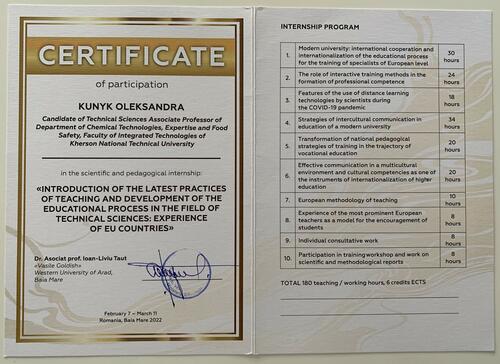 CERTIFICATE
of participation
KUNYK OLEKSANDRA
Candidate of Technical Sciences Associate Professor of
Department of Chemical Technologies, Expertise and Food
Safety, Faculty of Integrated Technologies of
Kherson National Technical University
in the scientific and pedagogical internship:
«INTRODUCTION OF THE LATEST PRACTICES
OF TEACHING AND DEVELOPMENT OF THE
EDUCATIONAL PROCESS IN THE FIELD OF
TECHNICAL SCIENCES: EXPERIENCE
OF EU COUNTRIES»
Dr. Asociat prof. Ioan-Liviu Taut
«Vasile Goldish»
Western University of Arad,
Baia Mare
February 7 – March 11
Romania, Baia Mare 2022
INTERNSHIP PROGRAM
1. Modern university: international cooperation and
internationalization of the educational process
for the training of specialists of European level
30
hours
2. The role of interactive training methods in the
formation of professional competence
24
hours
3. Features of the use of distance learning
technologies by scientists during
the COVID-19 pandemic
18
hours
4. Strategies of intercultural communication in
education of a modern university
34
hours
5. Transformation of national pedagogical
strategies of training in the trajectory of
vocational education
20
hours
6. Effective communication in a multicultural
environment and cultural competencies as one of
the instruments of internationalization of higher
education
20
hours
7. European methodology of teaching
10
hours
8. Experience of the most prominent European
teachers as a model for the encouragement of
students
8
hours
9. Individual consultative work
8
hours
10. Participation in trainingworkshop and work on
scientific and methodological reports
8
hours
TOTAL 180 teaching / working hours, 6 credits ECTS